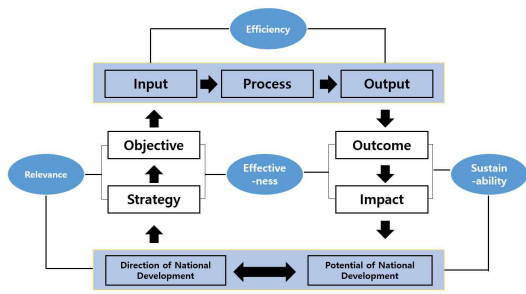 Efficiency
Input
Process
Output
Objective
Outcome
Relevance
Effective
-ness
Sustain
-ability
Strategy
Impact
Direction of National
Development
Potential of National
Development